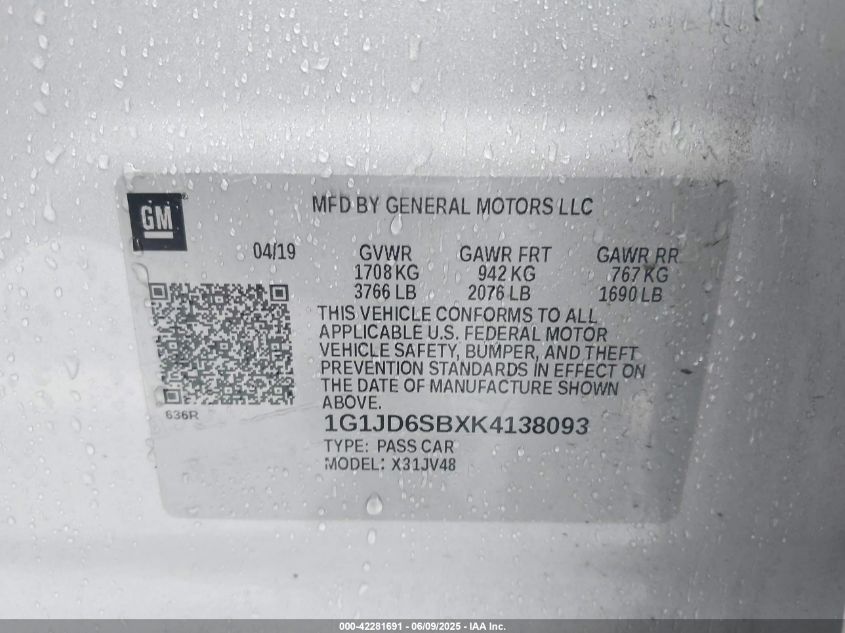 GM
MFD BY GENERAL MOTORS LLC
04/19 GVWR GAWR FRT GAWR RR
1708 KG 942 KG 767 KG
3766 LB 2076 LB 1690 LB
THIS VEHICLE CONFORMS TO ALL
APPLICABLE U.S. FEDERAL MOTOR
VEHICLE SAFETY, BUMPER, AND THEFT
PREVENTION STANDARDS IN EFFECT ON
THE DATE OF MANUFACTURE SHOWN
ABOVE.
636R
1G1JD6SBXK4138093
TYPE: PASS CAR
MODEL: X31JV48
000-42281691 - 06/09/2025 - IAA Inc.